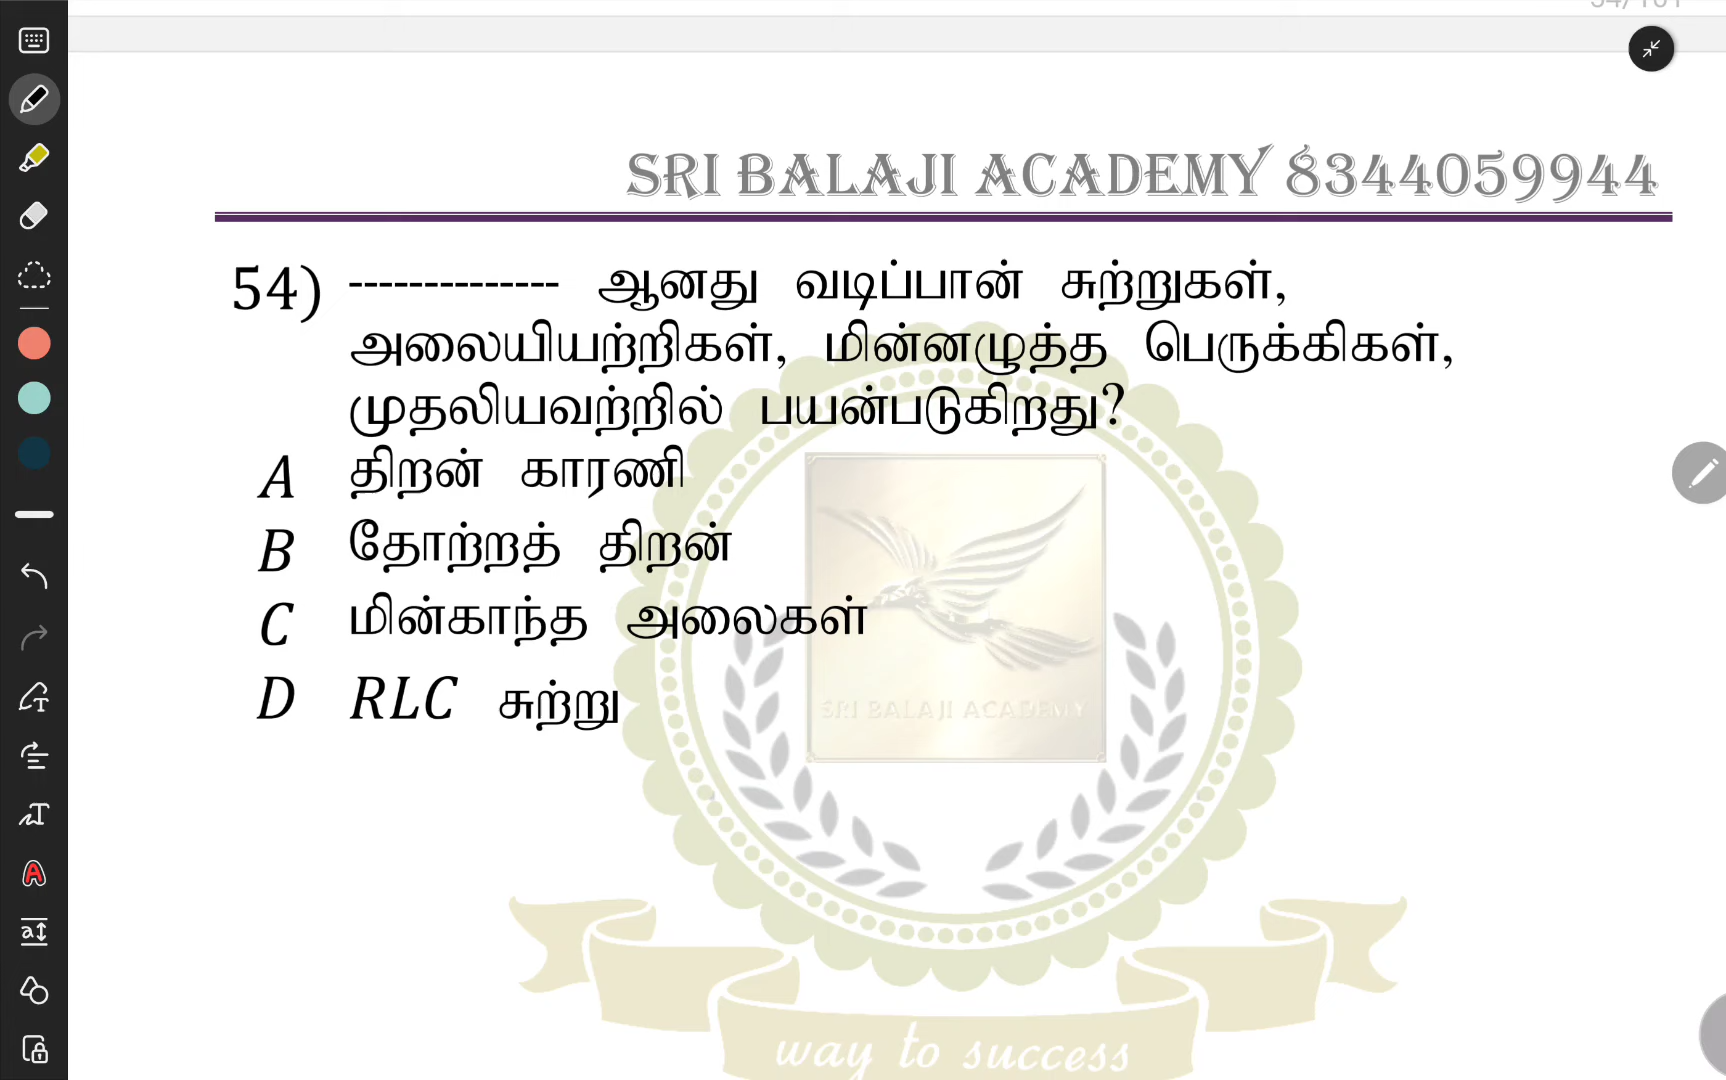 SRI BALAJI ACADEMY 8344059944
54) -------------- ஆனது வடிப்பான் சுற்றுகள்,
அலையியற்றிகள், மின்னழுத்த பெருக்கிகள்,
முதலியவற்றில் பயன்படுகிறது?
A திறன் காரணி
B தோற்றத் திறன்
C மின்காந்த அலைகள்
D RLC சுற்று
SRI BALAJI ACADEMY
way to success